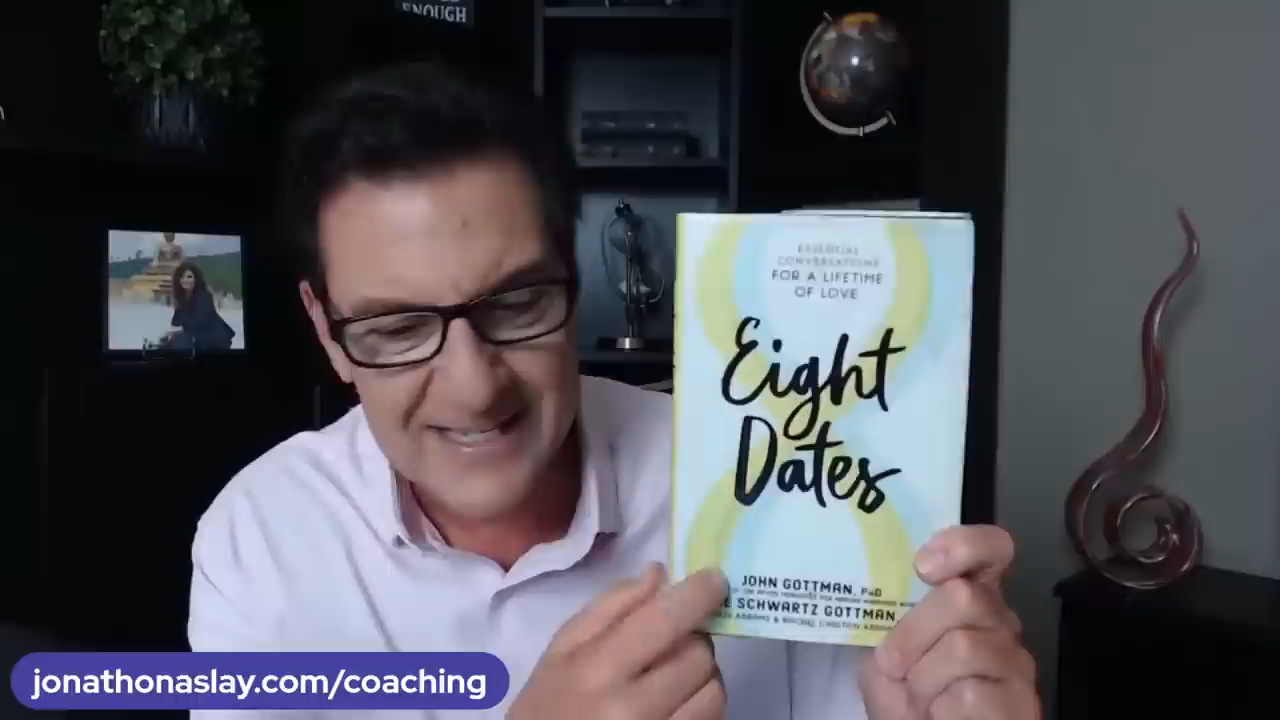 ENOUGH
ESSENTIAL
CONVERSATIONS
FOR A LIFETIME
OF LOVE
Eight
Dates
JOHN GOTTMAN, PhD
SCHWARTZ GOTTMAN,
jonathonaslay.com/coaching